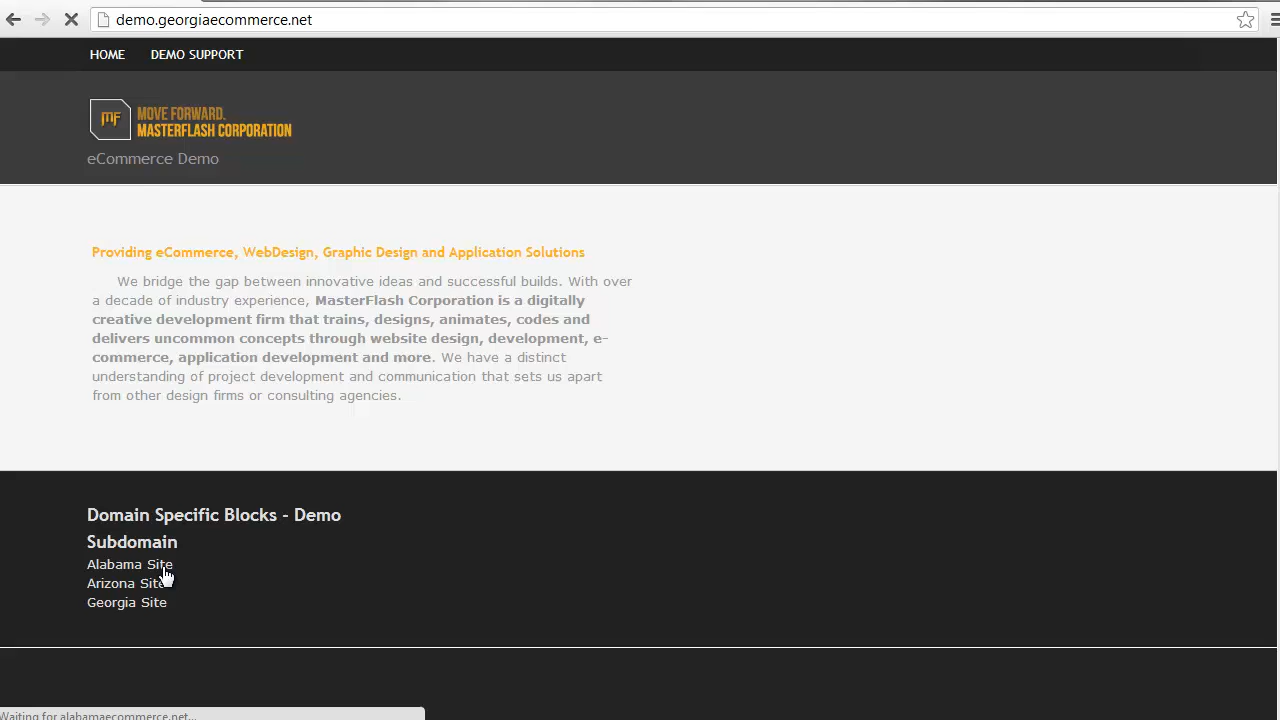 demo.georgiaecommerce.net
HOME DEMO SUPPORT
MF MOVE FORWARD.
MASTERFLASH CORPORATION
eCommerce Demo
Providing eCommerce, WebDesign, Graphic Design and Application Solutions
We bridge the gap between innovative ideas and successful builds. With over
a decade of industry experience, MasterFlash Corporation is a digitally
creative development firm that trains, designs, animates, codes and
delivers uncommon concepts through website design, development, e-
commerce, application development and more. We have a distinct
understanding of project development and communication that sets us apart
from other design firms or consulting agencies.
Domain Specific Blocks - Demo
Subdomain
Alabama Site
Arizona Site
Georgia Site
Waiting for alabamaecommerce.net...